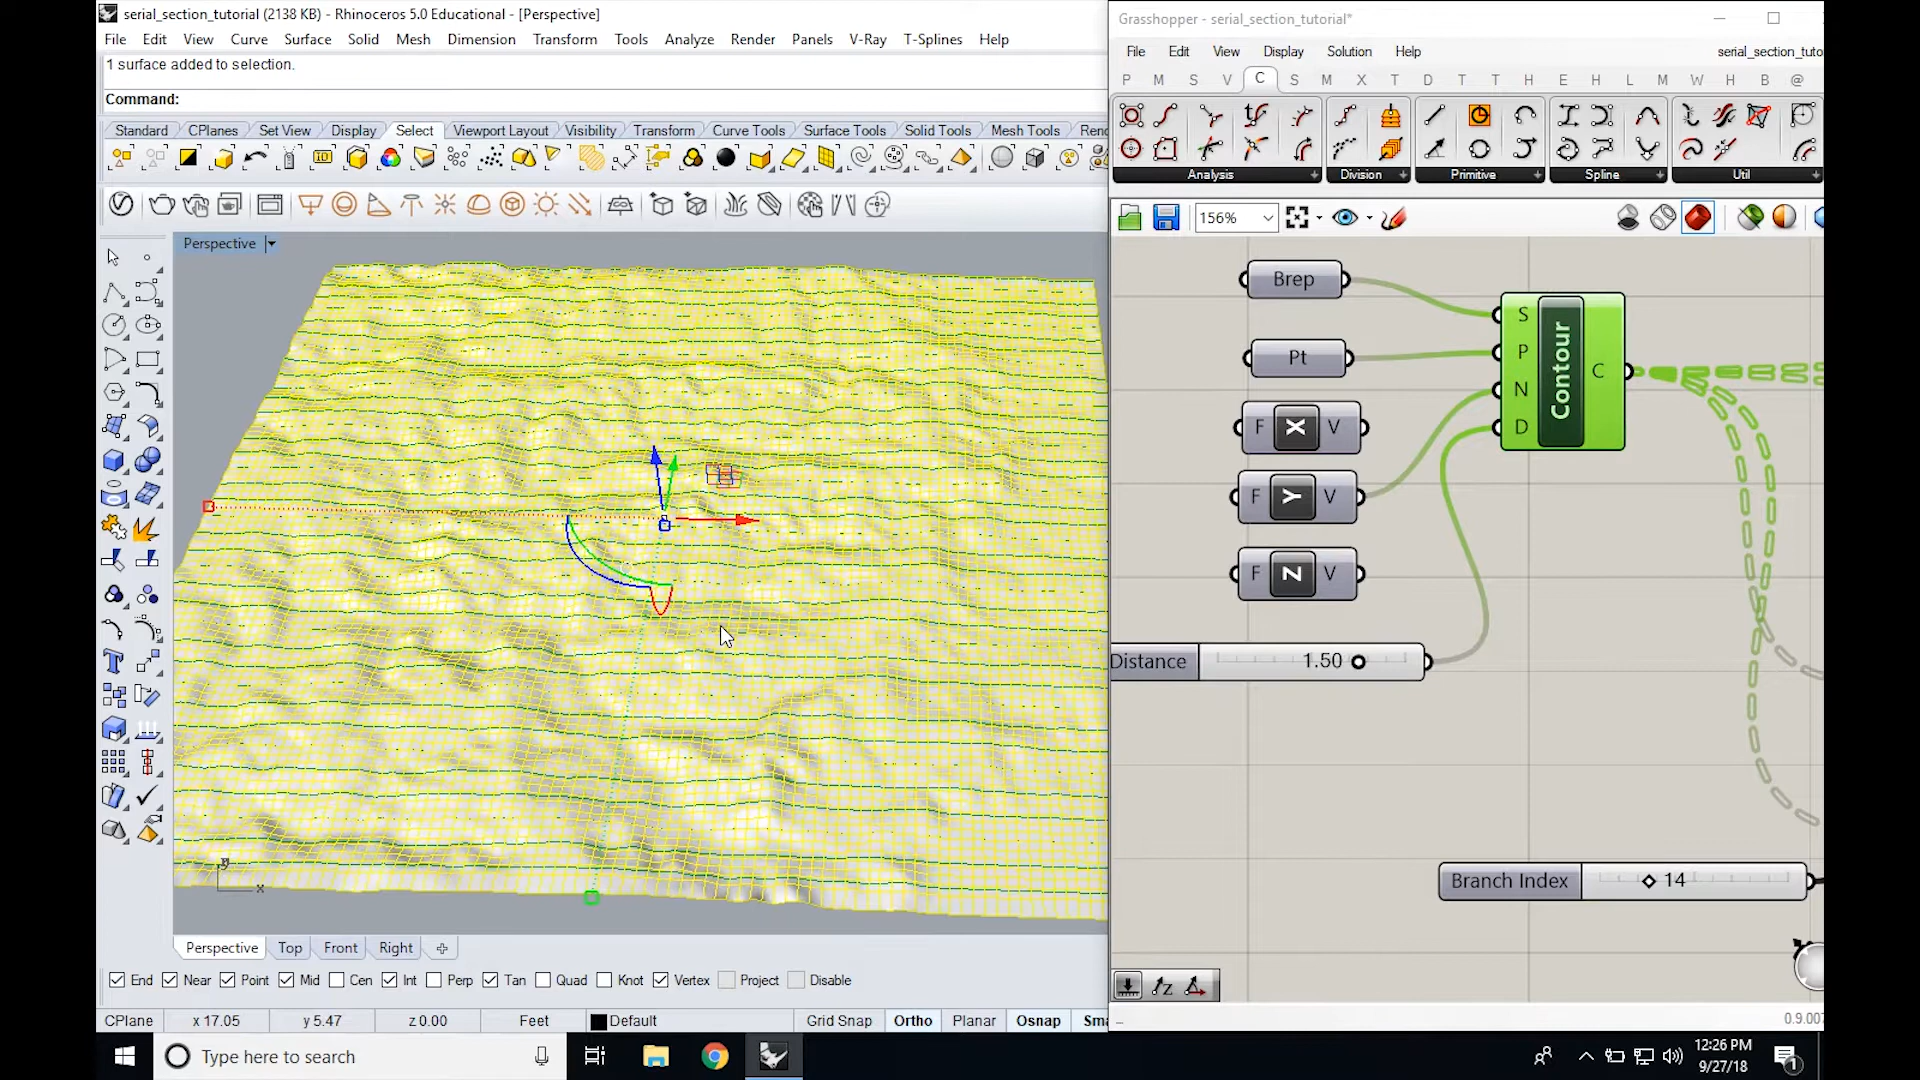 serial_section_tutorial (2138 KB) - Rhinoceros 5.0 Educational - [Perspective]
File Edit View Curve Surface Solid Mesh Dimension Transform Tools Analyze Render Panels V-Ray T-Splines Help
1 surface added to selection.
Command:
Standard CPlanes Set View Display Select Viewport Layout Visibility Transform Curve Tools Surface Tools Solid Tools Mesh Tools Ren
Perspective
y
x
Perspective Top Front Right
End Near Point Mid Cen Int Perp Tan Quad Knot Vertex Project Disable
CPlane x 17.05 y 5.47 z 0.00 Feet Default Grid Snap Ortho Planar Osnap Sma
Grasshopper - serial_section_tutorial*
File Edit View Display Solution Help serial_section_tuto
P M S V C S M X T D T T H E H L M W H B @
Analysis Division Primitive Spline Util
156%
Brep
Pt
F X V
F Y V
F Z V
S
P
N
D
Contour
C
Distance 1.50
Branch Index 14
0.9.007
Type here to search
12:26 PM
9/27/18
1